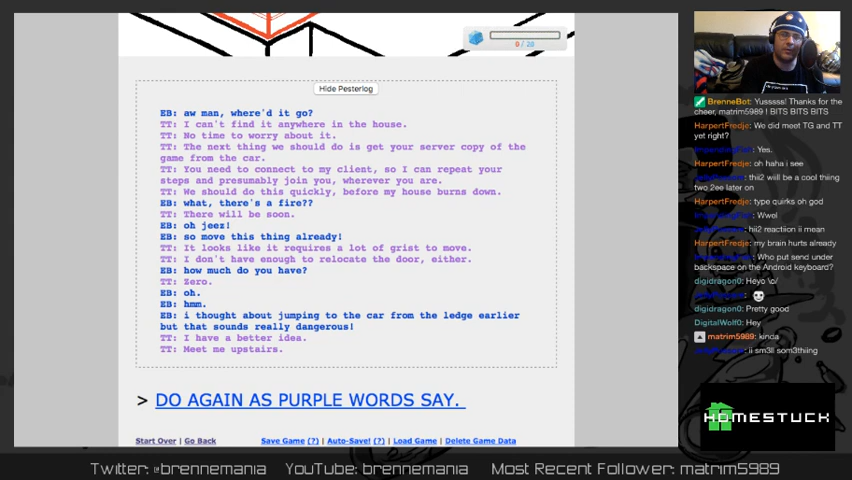 0 / 20
Hide Pesterlog
EB: aw man, where'd it go?
TT: I can't find it anywhere in the house.
TT: No time to worry about it.
TT: The next thing we should do is get your server copy of the
game from the car.
TT: You need to connect to my client, so I can repeat your
steps and presumably join you, wherever you are.
TT: We should do this quickly, before my house burns down.
EB: what, there's a fire??
TT: There will be soon.
EB: oh jeez!
EB: so move this thing already!
TT: It looks like it requires a lot of grist to move.
TT: I don't have enough to relocate the door, either.
EB: how much do you have?
TT: Zero.
EB: oh.
EB: hmm.
EB: i thought about jumping to the car from the ledge earlier
but that sounds really dangerous!
TT: I have a better idea.
TT: Meet me upstairs.
> DO AGAIN AS PURPLE WORDS SAY.
Start Over | Go Back
Save Game (?) | Auto-Save! (?) | Load Game | Delete Game Data
BrenneBot: Yusssss! Thanks for the
cheer, matrim5989 ! BITS BITS BITS
HarpertFredje: We did meet TG and TT
yet right?
Yes.
HarpertFredje: oh haha i see
thii2 will be a cool thing
two 2ee later on
HarpertFredje: type quirks oh god
Wwel
hit2 reactiion ii mean
HarpertFredje: my brain hurts already
Who put send under
backspace on the Android keyboard?
digidragon0: Heyo \o/
digidragon0: Pretty good
DigitalWolf0: Hey
matrim5989: kinda
ii sm3ll som3thiing
HOMESTUCK
Twitter: @brennemania YouTube: brennemania Most Recent Follower: matrim5989